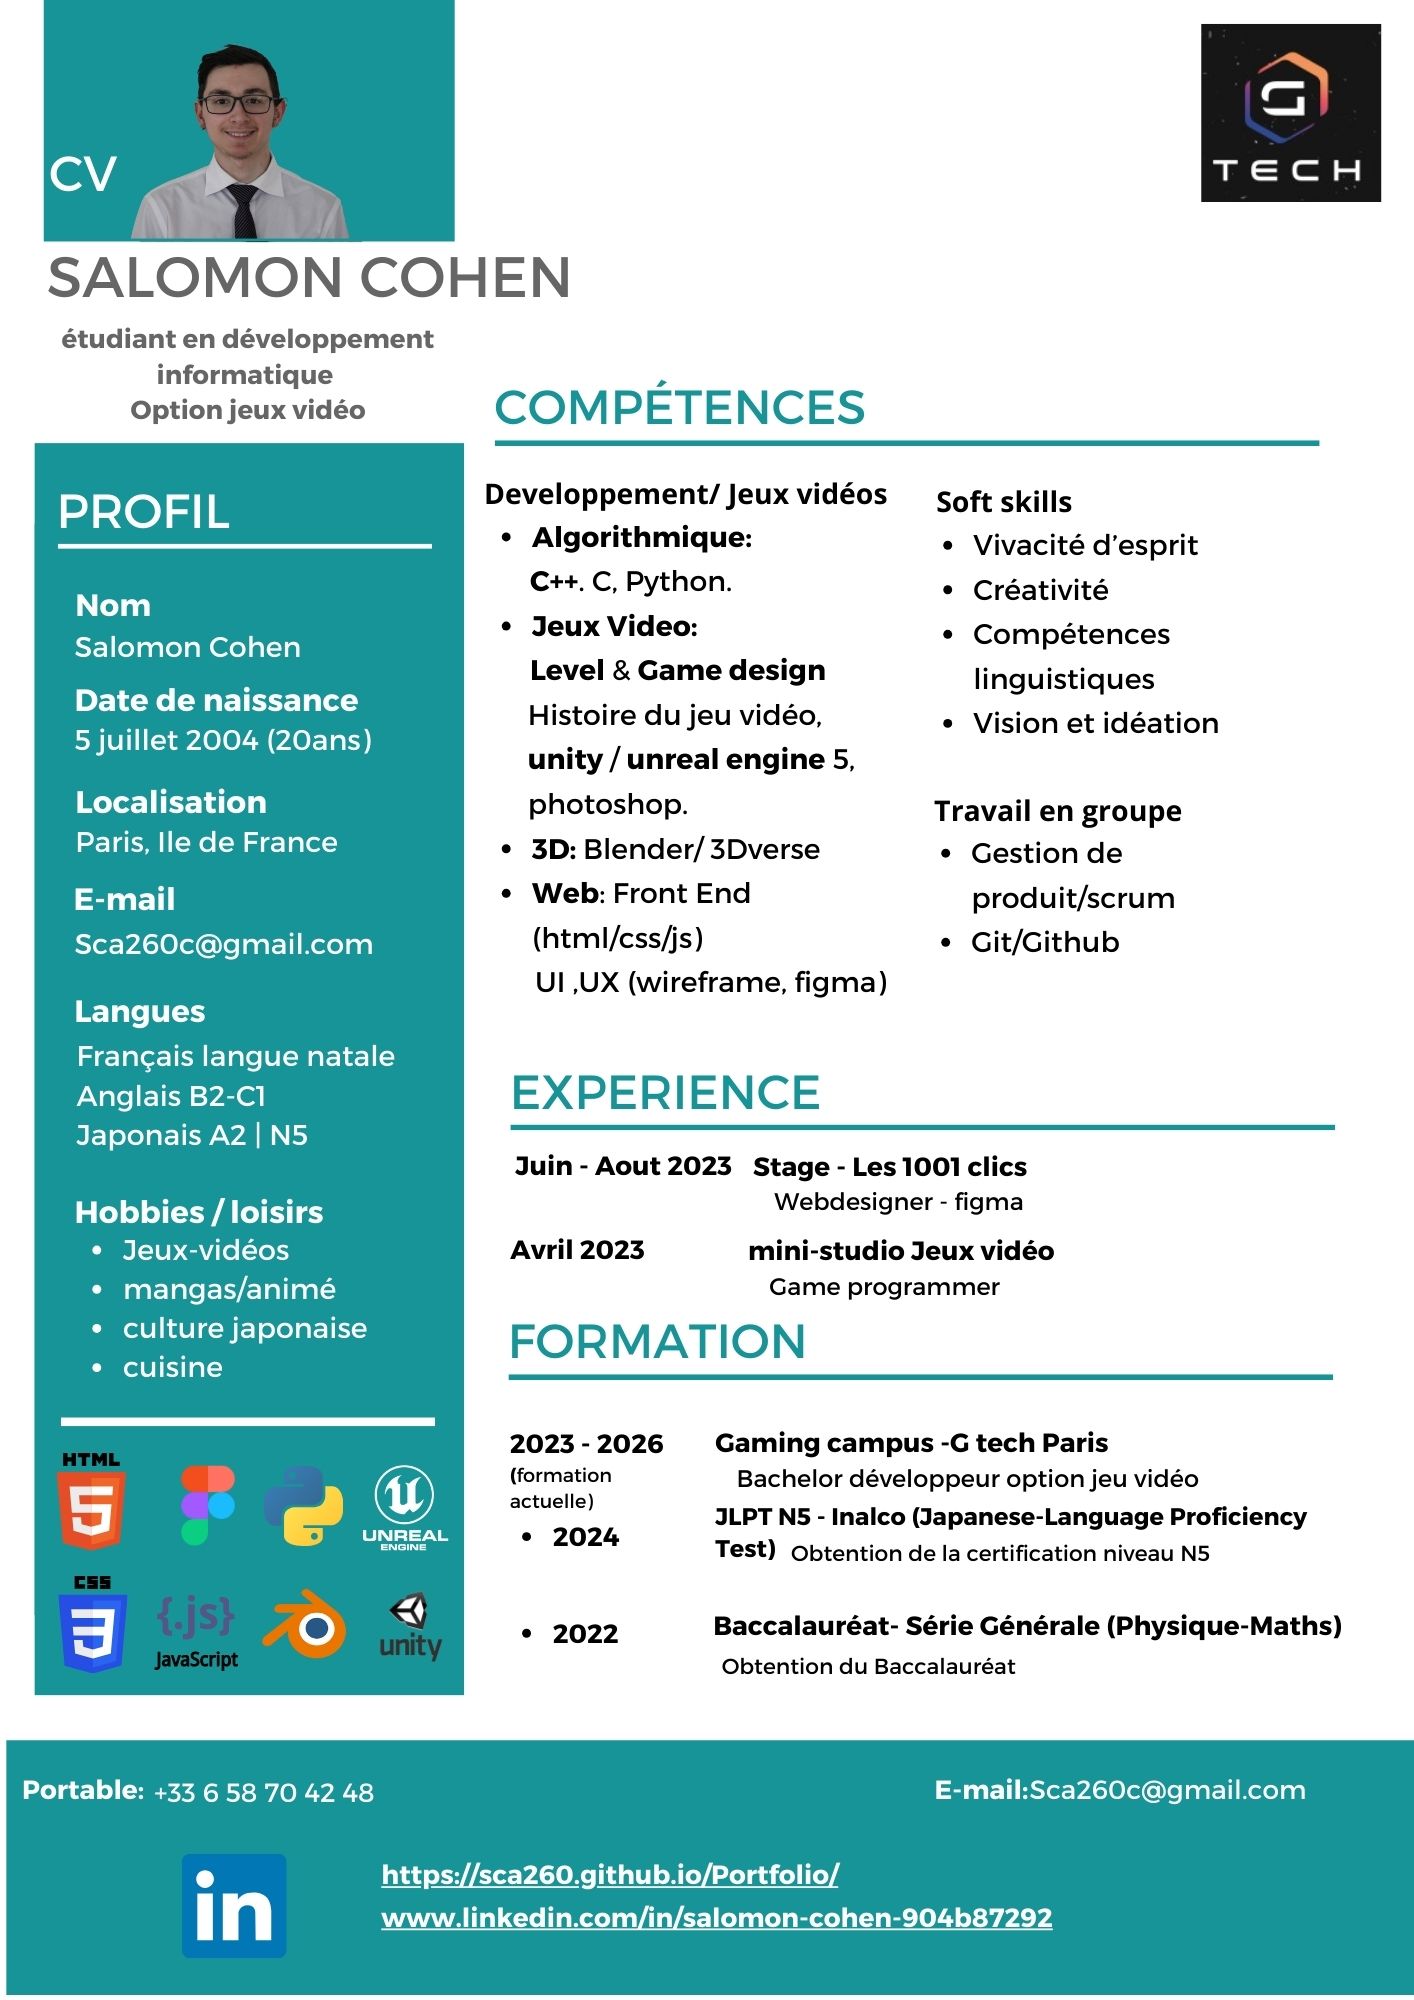 CV
G
TECH
SALOMON COHEN
étudiant en développement
informatique
Option jeux vidéo
PROFIL
Nom
Salomon Cohen
Date de naissance
5 juillet 2004 (20ans)
Localisation
Paris, Ile de France
E-mail
Sca260c@gmail.com
Langues
Français langue natale
Anglais B2-C1
Japonais A2 | N5
Hobbies / loisirs
• Jeux-vidéos
• mangas/animé
• culture japonaise
• cuisine
HTML
5
UNREAL
ENGINE
CSS
3
{.js}
JavaScript
unity
COMPÉTENCES
Developpement/ Jeux vidéos
• Algorithmique:
C++. C, Python.
• Jeux Video:
Level & Game design
Histoire du jeu vidéo,
unity / unreal engine 5,
photoshop.
• 3D: Blender/ 3Dverse
• Web: Front End
(html/css/js)
UI ,UX (wireframe, figma)
Soft skills
• Vivacité d’esprit
• Créativité
• Compétences
linguistiques
• Vision et idéation
Travail en groupe
• Gestion de
produit/scrum
• Git/Github
EXPERIENCE
Juin - Aout 2023 Stage - Les 1001 clics
Webdesigner - figma
Avril 2023 mini-studio Jeux vidéo
Game programmer
FORMATION
2023 - 2026 Gaming campus -G tech Paris
(formation
actuelle)
Bachelor développeur option jeu vidéo
• 2024 JLPT N5 - Inalco (Japanese-Language Proficiency
Test) Obtention de la certification niveau N5
• 2022 Baccalauréat- Série Générale (Physique-Maths)
Obtention du Baccalauréat
Portable: +33 6 58 70 42 48
E-mail:Sca260c@gmail.com
in
https://sca260.github.io/Portfolio/
www.linkedin.com/in/salomon-cohen-904b87292